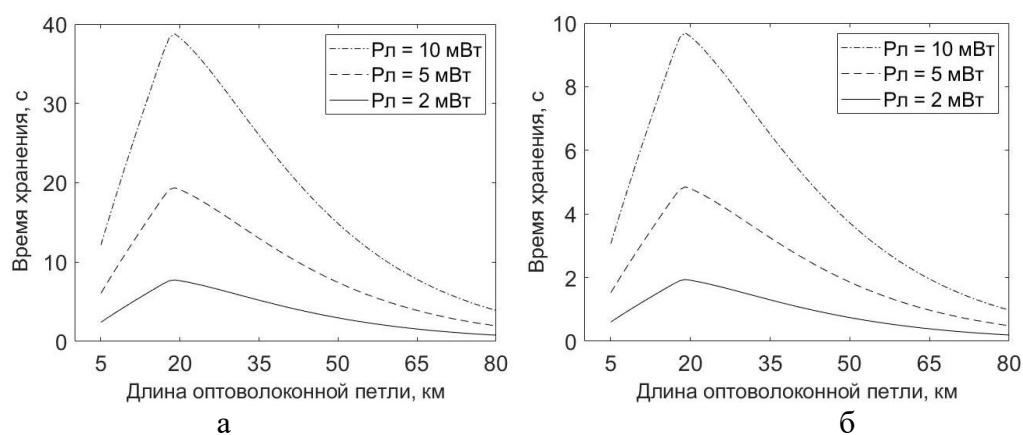 40
30
20
10
0
Время хранения, с
Рл = 10 мВт
Рл = 5 мВт
Рл = 2 мВт
5 20 35 50 65 80
Длина оптоволоконной петли, км
а
10
8
6
4
2
0
Время хранения, с
Рл = 10 мВт
Рл = 5 мВт
Рл = 2 мВт
5 20 35 50 65 80
Длина оптоволоконной петли, км
б